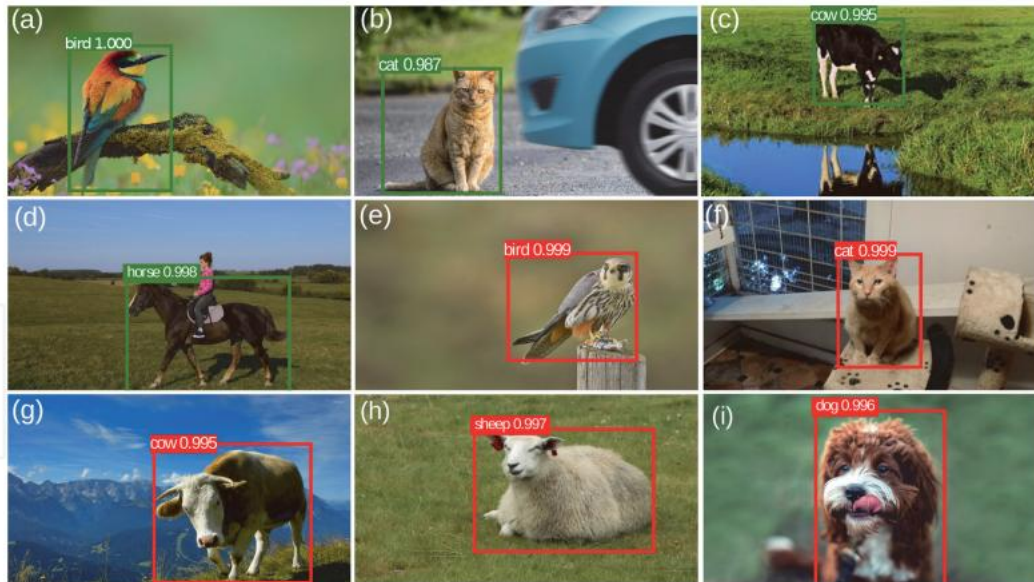 (a)
bird 1.000
(b)
cat 0.987
(c)
cow 0.995
(d)
horse 0.998
(e)
bird 0.999
(f)
cat 0.999
(g)
cow 0.995
(h)
sheep 0.997
(i)
dog 0.996